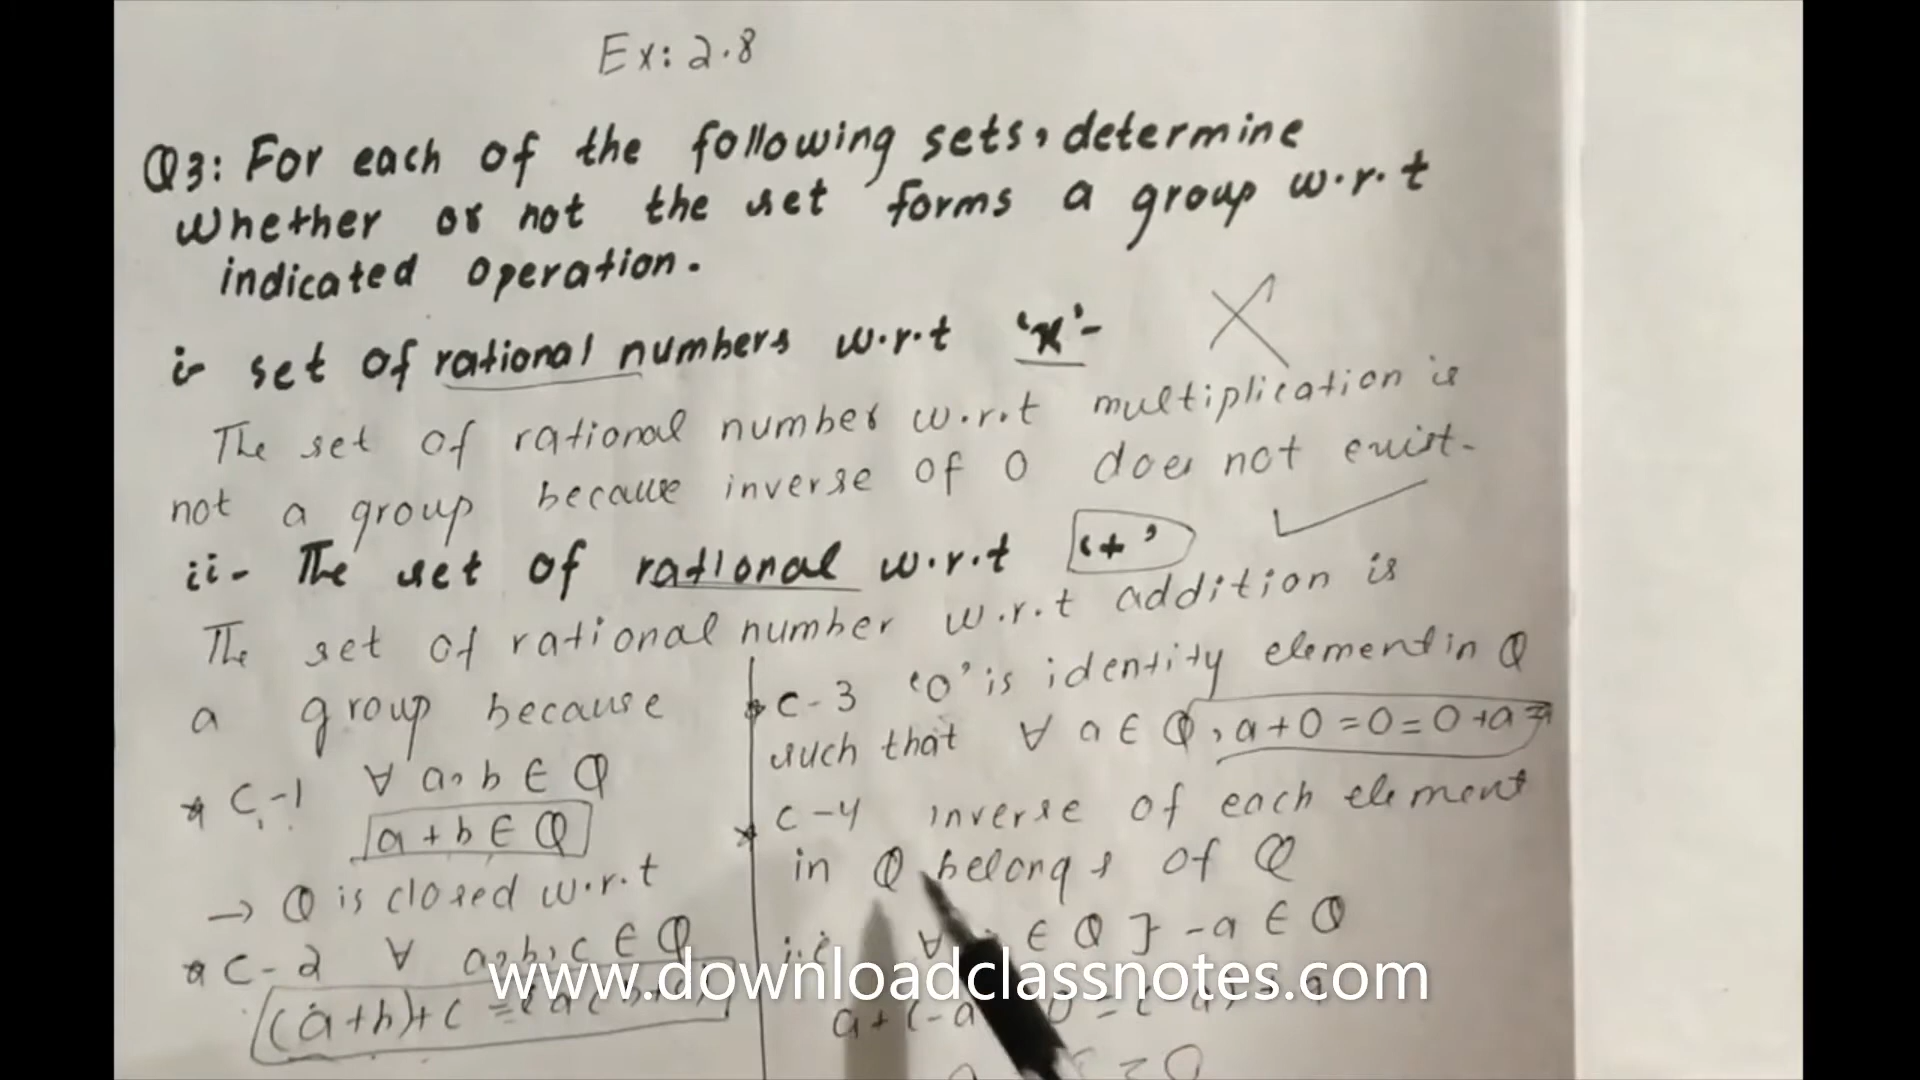 Ex: 2.8
Q3: For each of the following sets, determine
whether or not the set forms a group w.r.t
indicated operation.
i- set of rational numbers w.r.t 'x'-
The set of rational number w.r.t multiplication is
not a group because inverse of 0 does not exist-
ii- The set of rational w.r.t '+'
The set of rational number w.r.t addition is
a group because
* C-1 ∀ a, b ∈ Q
a + b ∈ Q
→ Q is closed w.r.t
* C-2 ∀ a, b, c ∈ Q
(a+b)+c =
* C-3 '0' is identity element in Q
such that ∀ a ∈ Q, a+0=0=0+a=a
* C-4 inverse of each element
in Q belongs of Q
i.e ∀ ∈ Q } -a ∈ Q
a + (-a
= 0
www.downloadclassnotes.com